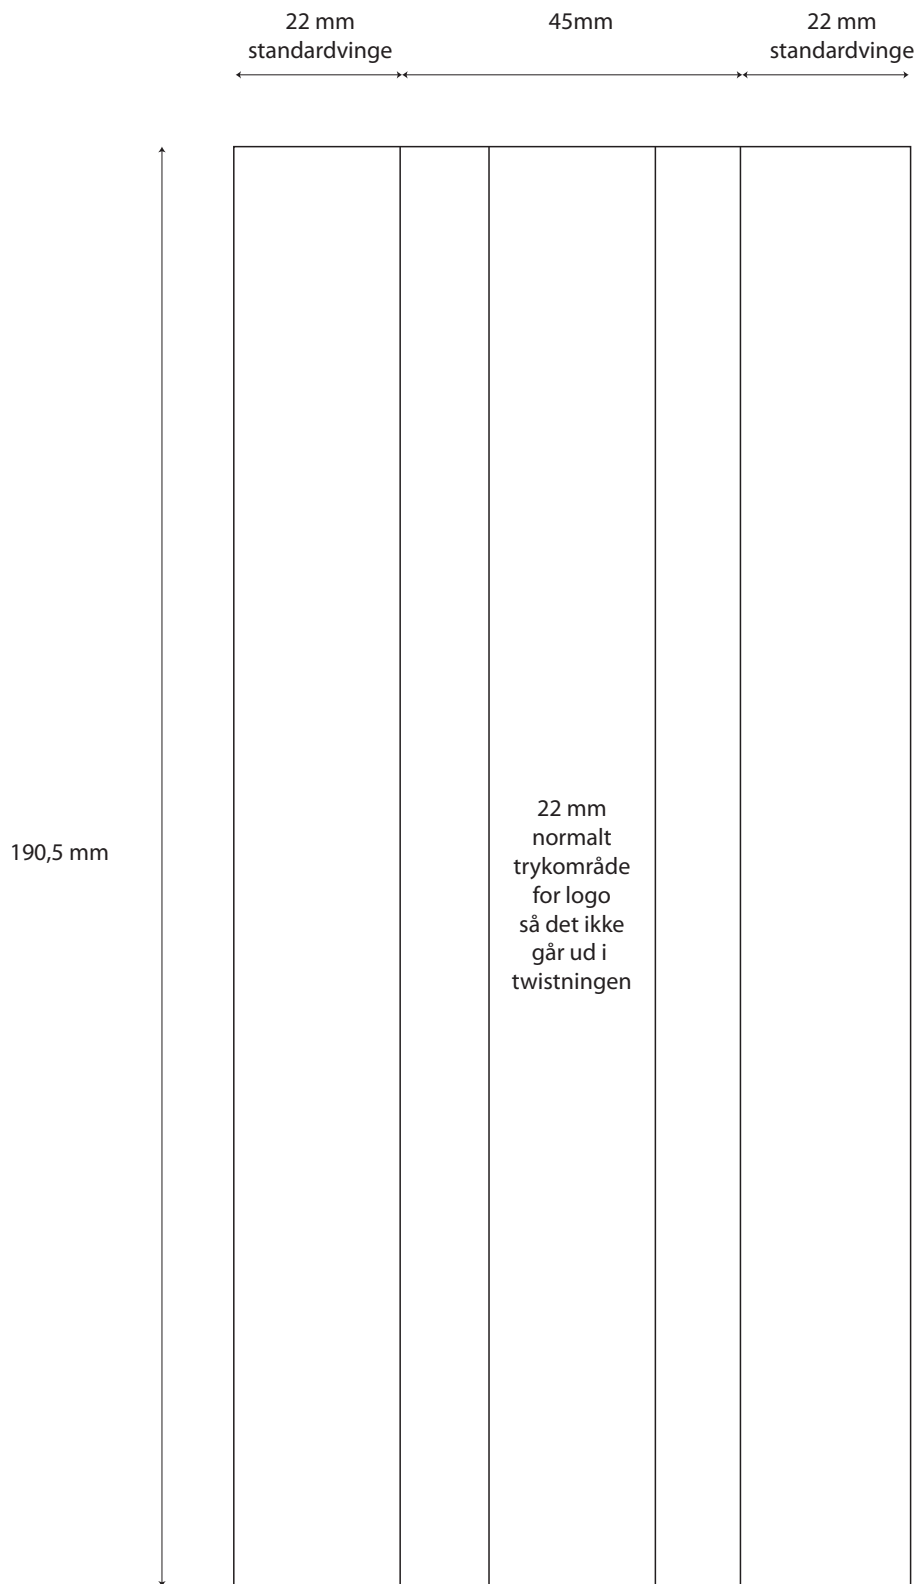 22 mm
standardvinge
45mm
22 mm
standardvinge
190,5 mm
22 mm
normalt
trykområde
for logo
så det ikke
går ud i
twistningen